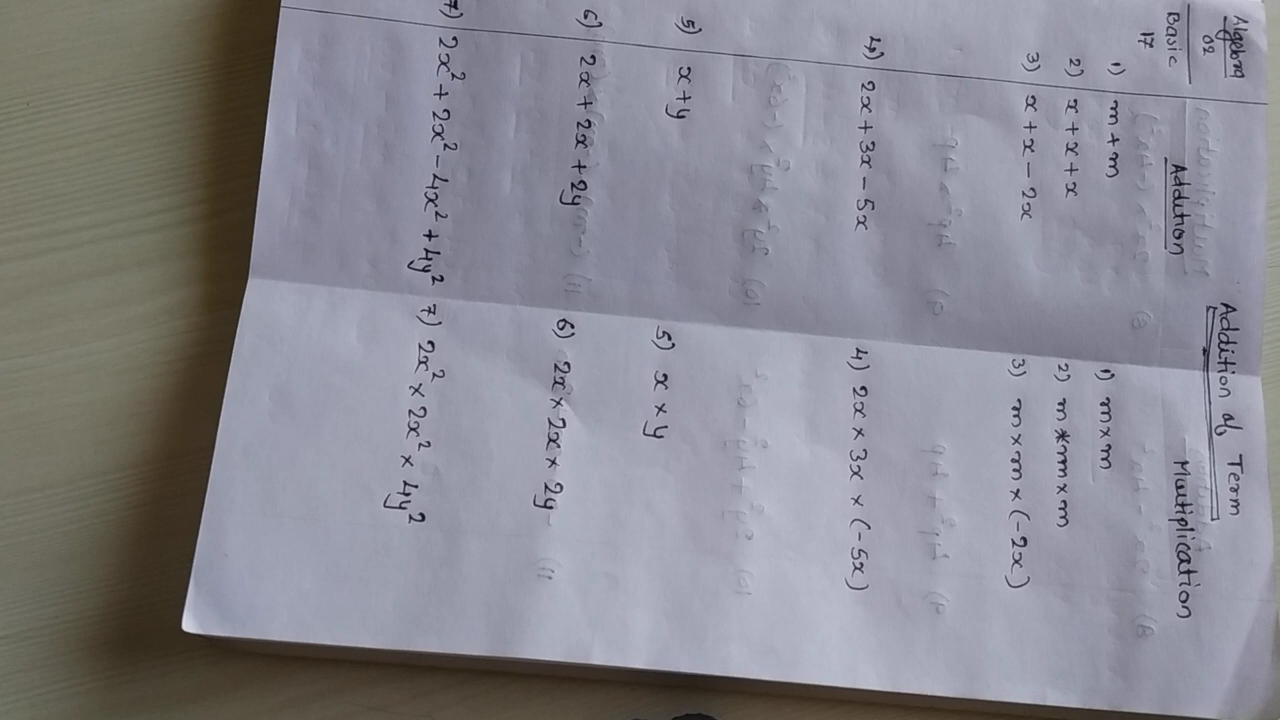 Algebra
02
Basic
17
Addition of Term
Addition
1) m + m
2) x + x + x
3) x + x - 2x
4) 2x + 3x - 5x
5) x + y
6) 2x + 2x + 2y
7) 2x² + 2x² - 4x² + 4y²
Multiplication
1) m × m
2) m × m × m
3) m × m × (-2x)
4) 2x × 3x × (-5x)
5) x × y
6) 2x × 2x × 2y
7) 2x² × 2x² × 4y²